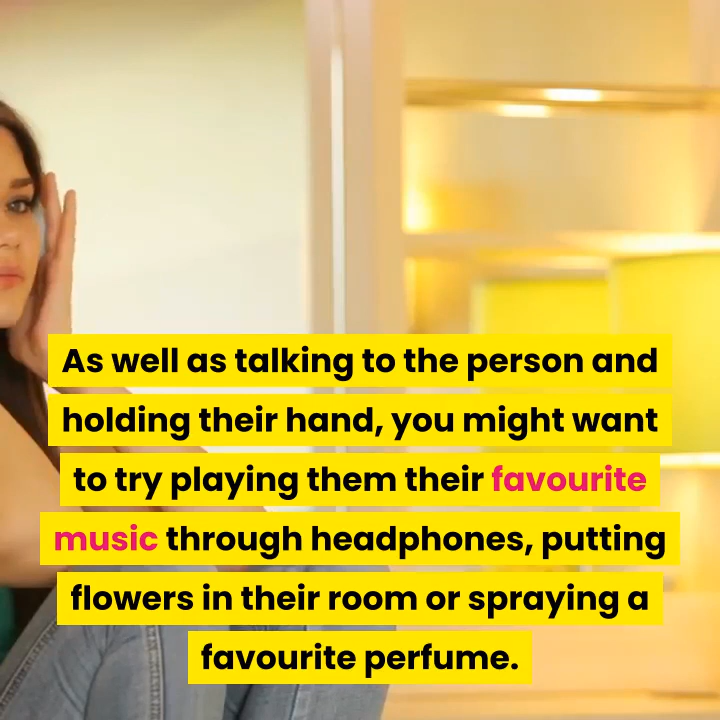 As well as talking to the person and
holding their hand, you might want
to try playing them their favourite
music through headphones, putting
flowers in their room or spraying a
favourite perfume.